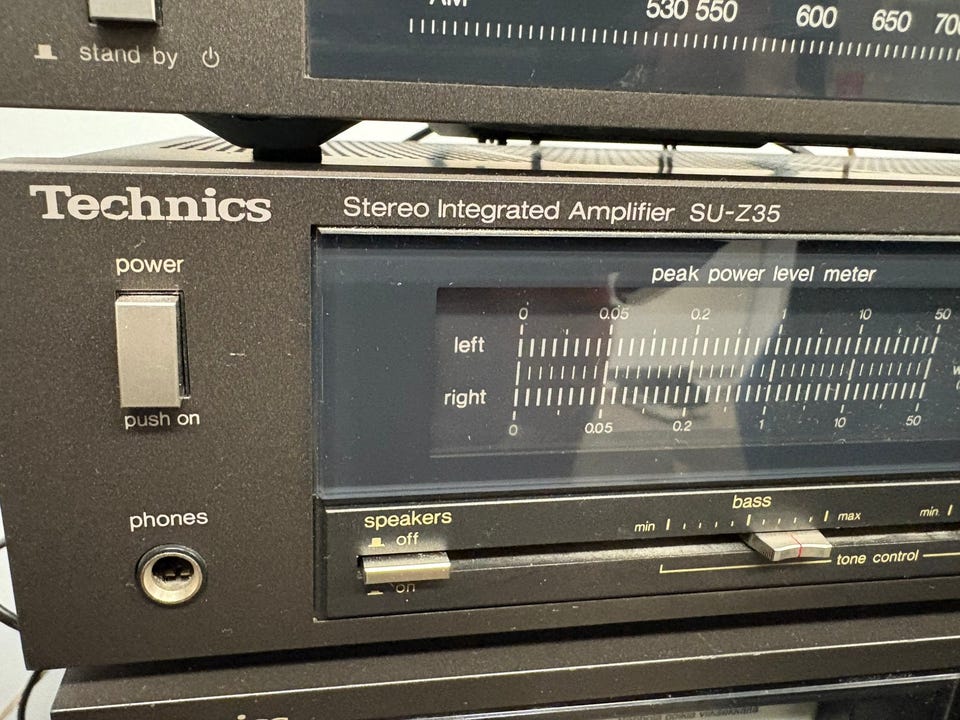 AM
530 550 600 650
stand by
Technics
Stereo Integrated Amplifier SU-Z35
power
push on
peak power level meter
0 0.05 0.2 1 10 50
left
right
0 0.05 0.2 1 10 50
phones
speakers
off
on
bass
min max min.
tone control